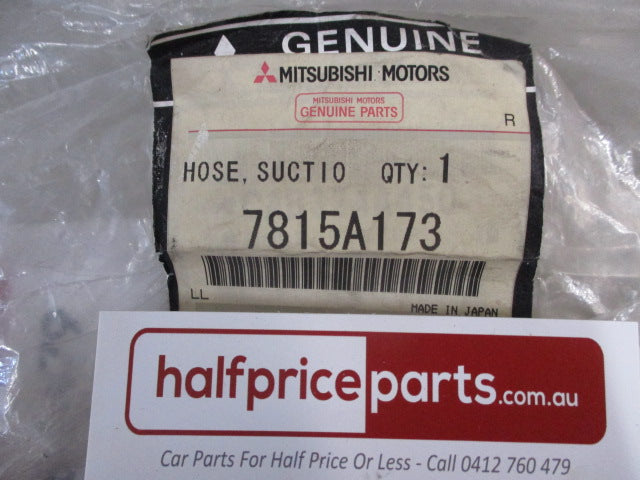 GENUINE
MITSUBISHI MOTORS
MITSUBISHI MOTORS
GENUINE PARTS
R
HOSE, SUCTIO QTY: 1
7815A173
LL
MADE IN JAPAN
halfpriceparts.com.au
Car Parts For Half Price Or Less - Call 0412 760 479